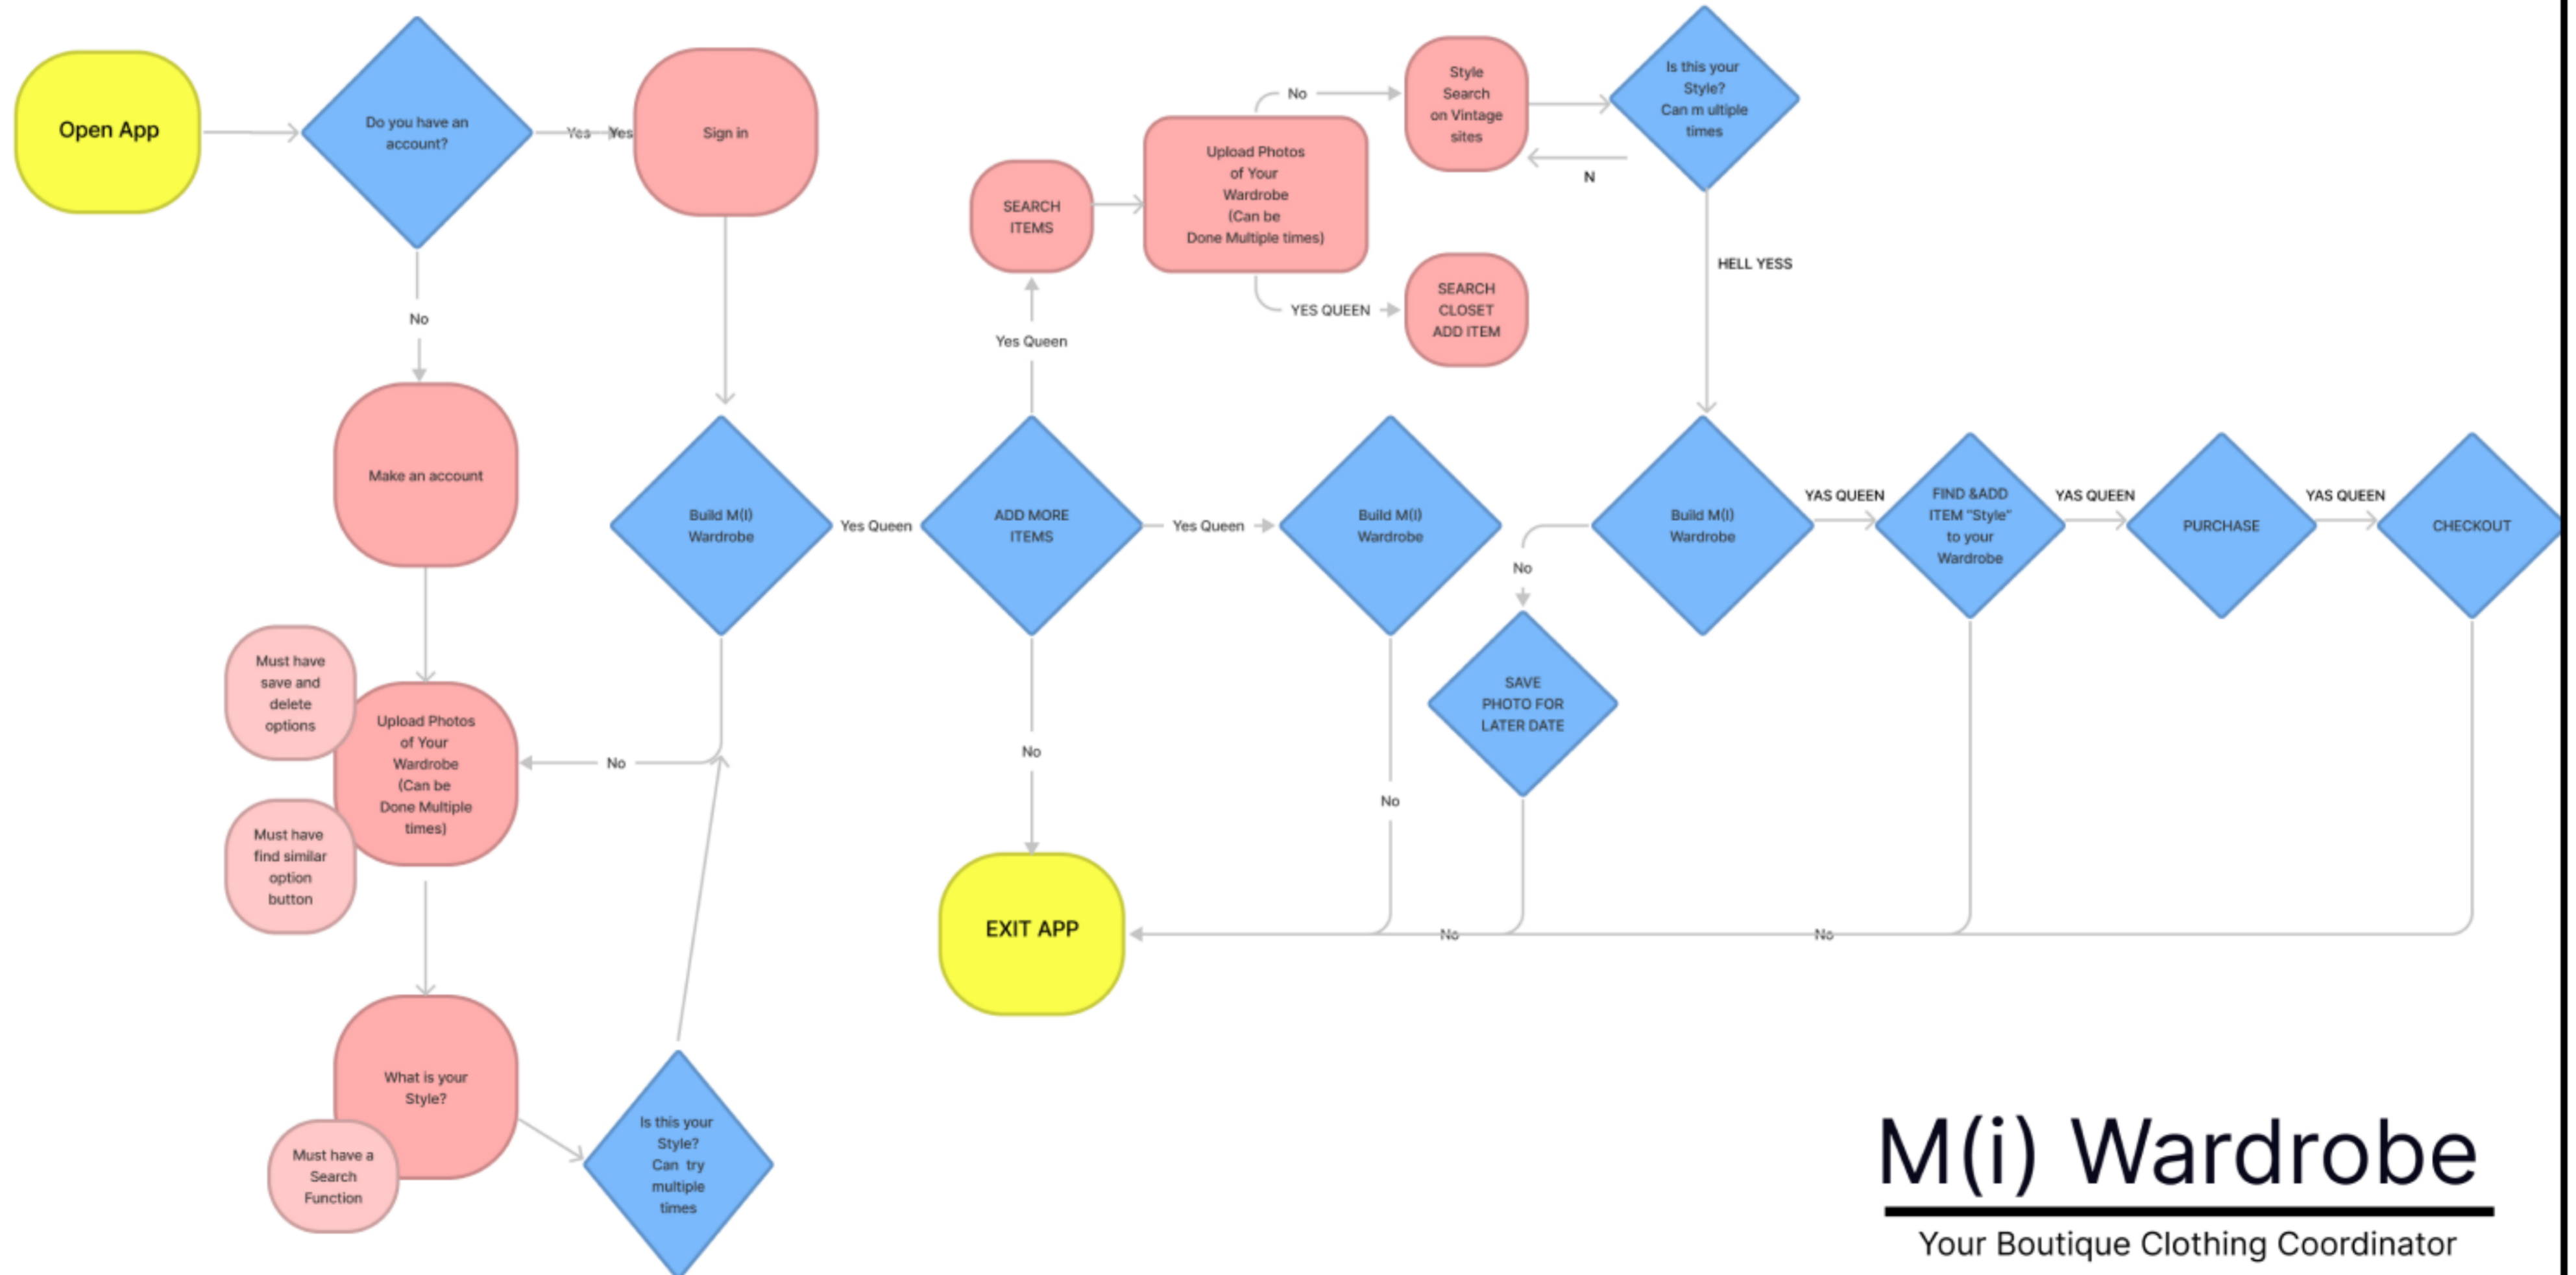 Open App
Do you have an
account?
Yes
Yes
Sign in
No
Make an account
Must have
save and
delete
options
Upload Photos
of Your
Wardrobe
(Can be
Done Multiple
times)
Must have
find similar
option
button
No
What is your
Style?
Must have a
Search
Function
Is this your
Style?
Can try
multiple
times
Build M(I)
Wardrobe
Yes Queen
ADD MORE
ITEMS
Yes Queen
SEARCH
ITEMS
Upload Photos
of Your
Wardrobe
(Can be
Done Multiple times)
No
Style
Search
on Vintage
sites
Is this your
Style?
Can m ultiple
times
N
YES QUEEN
SEARCH
CLOSET
ADD ITEM
HELL YESS
Yes Queen
Build M(I)
Wardrobe
No
Build M(I)
Wardrobe
YAS QUEEN
FIND &ADD
ITEM "Style"
to your
Wardrobe
YAS QUEEN
PURCHASE
YAS QUEEN
CHECKOUT
SAVE
PHOTO FOR
LATER DATE
No
No
EXIT APP
No
No
M(i) Wardrobe
Your Boutique Clothing Coordinator